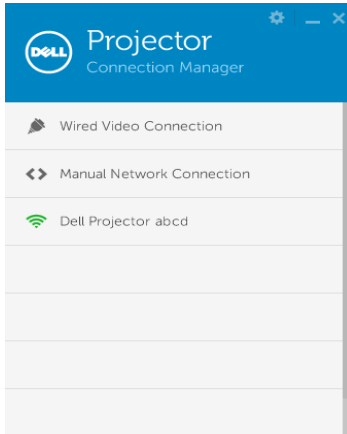 DELL
Projector
Connection Manager
Wired Video Connection
Manual Network Connection
Dell Projector abcd